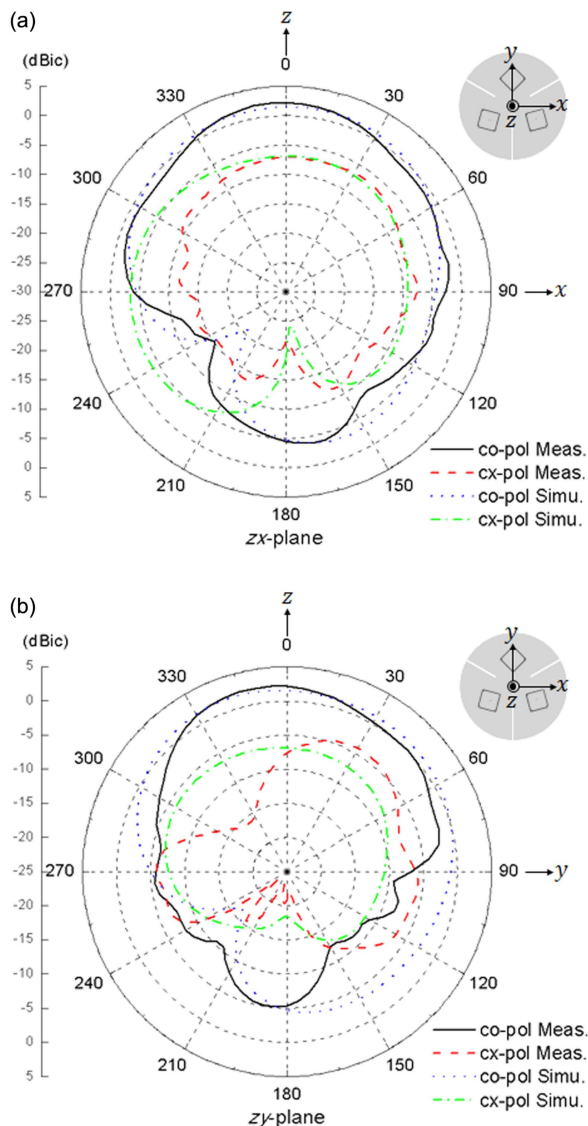 (a)
z
(dBic)
5
0
-5
-10
-15
-20
-25
-30
-25
-20
-15
-10
-5
0
5
0
30
60
90
x
120
150
180
210
240
270
300
330
y
x
z
co-pol Meas.
cx-pol Meas.
co-pol Simu.
cx-pol Simu.
zx-plane
(b)
z
(dBic)
5
0
-5
-10
-15
-20
-25
-20
-15
-10
-5
0
5
0
30
60
90
y
120
150
180
210
240
270
300
330
y
x
z
co-pol Meas.
cx-pol Meas.
co-pol Simu.
cx-pol Simu.
zy-plane